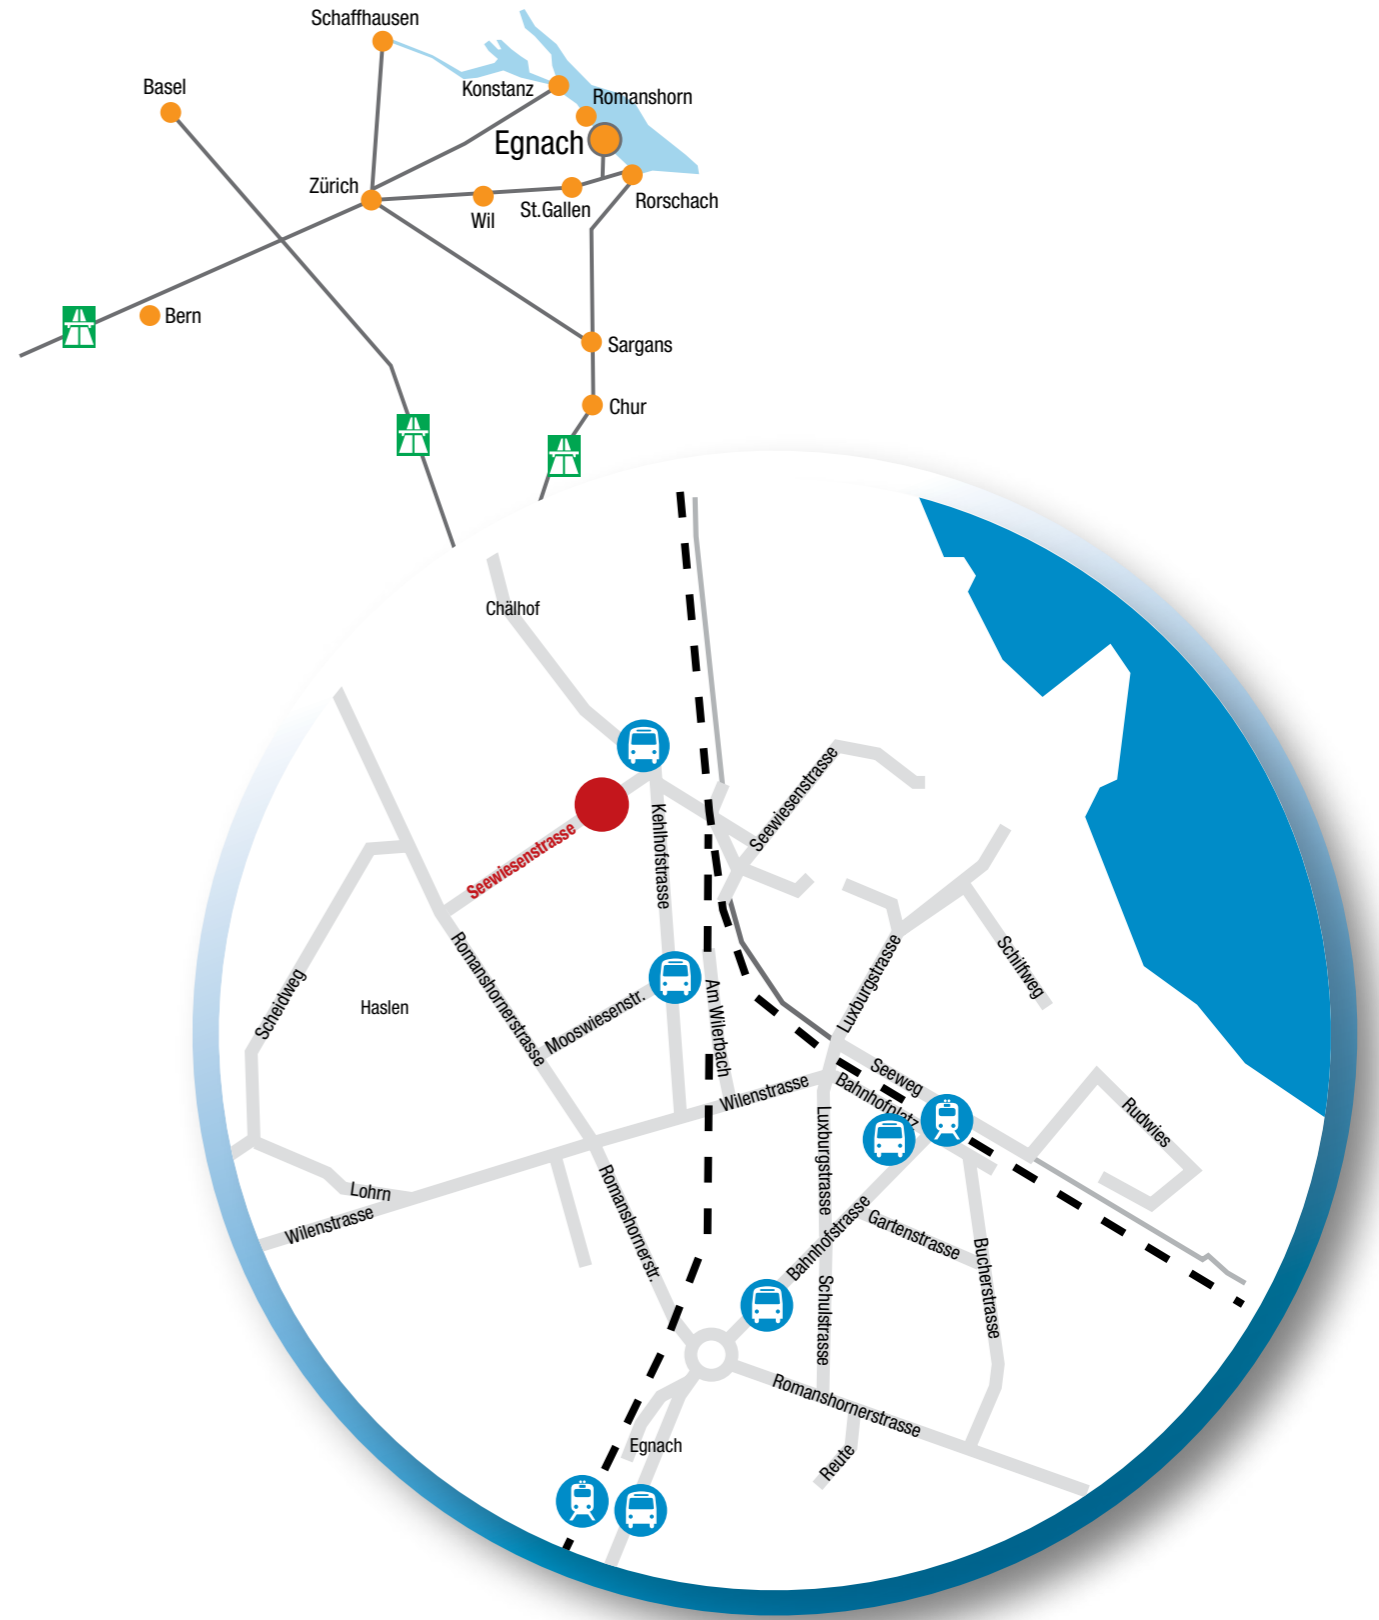 Schaffhausen
Basel
Konstanz
Romanshorn
Egnach
Zürich
Wil
St.Gallen
Rorschach
Bern
Sargans
Chur
Chälhof
Seewiesenstrasse
Seewiesenstrasse
Kehlhofstrasse
Romanshornerstrasse
Scheidweg
Haslen
Mooswiesenstr.
Am Wilerbach
Luxburgstrasse
Schilfweg
Seeweg
Bahnhofplatz
Wilenstrasse
Rudwies
Luxburgstrasse
Lohrn
Wilenstrasse
Romanshornerstr.
Bahnhofstrasse
Gartenstrasse
Bucherstrasse
Schulstrasse
Romanshornerstrasse
Egnach
Reute